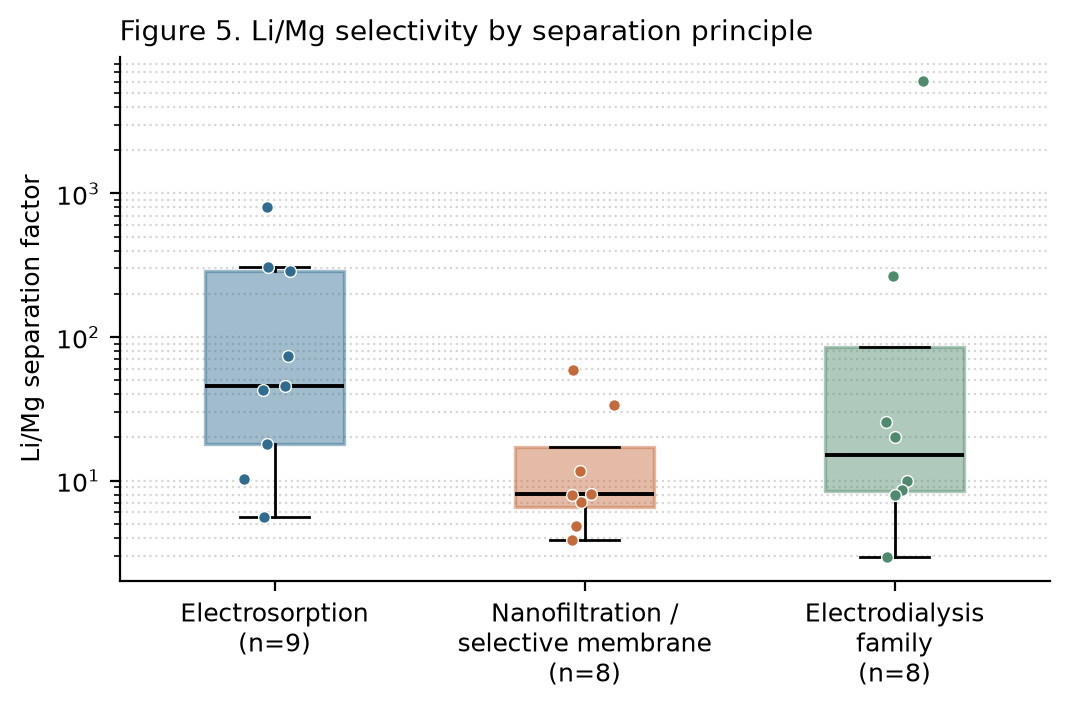 Figure 5. Li/Mg selectivity by separation principle
Li/Mg separation factor
10³
10²
10¹
Electrosorption
(n=9)
Nanofiltration /
selective membrane
(n=8)
Electrodialysis
family
(n=8)